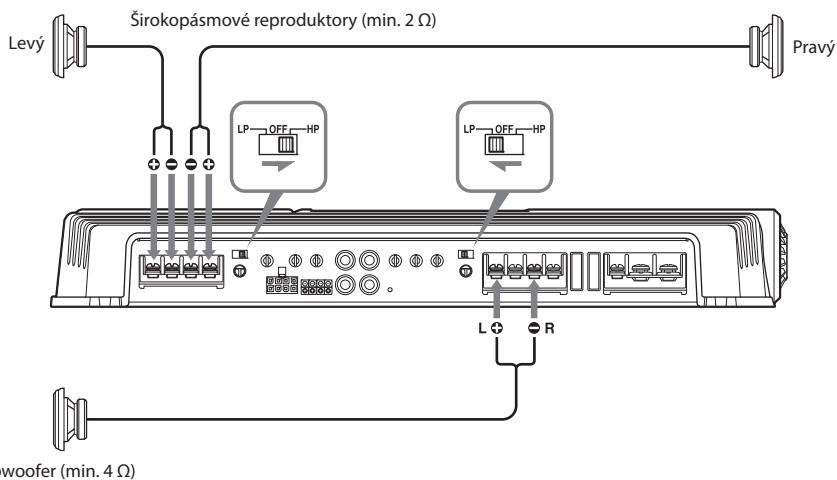 Širokopásmové reproduktory (min. 2 Ω)
Levý
Pravý
LP OFF HP
LP OFF HP
L R
woofer (min. 4 Ω)